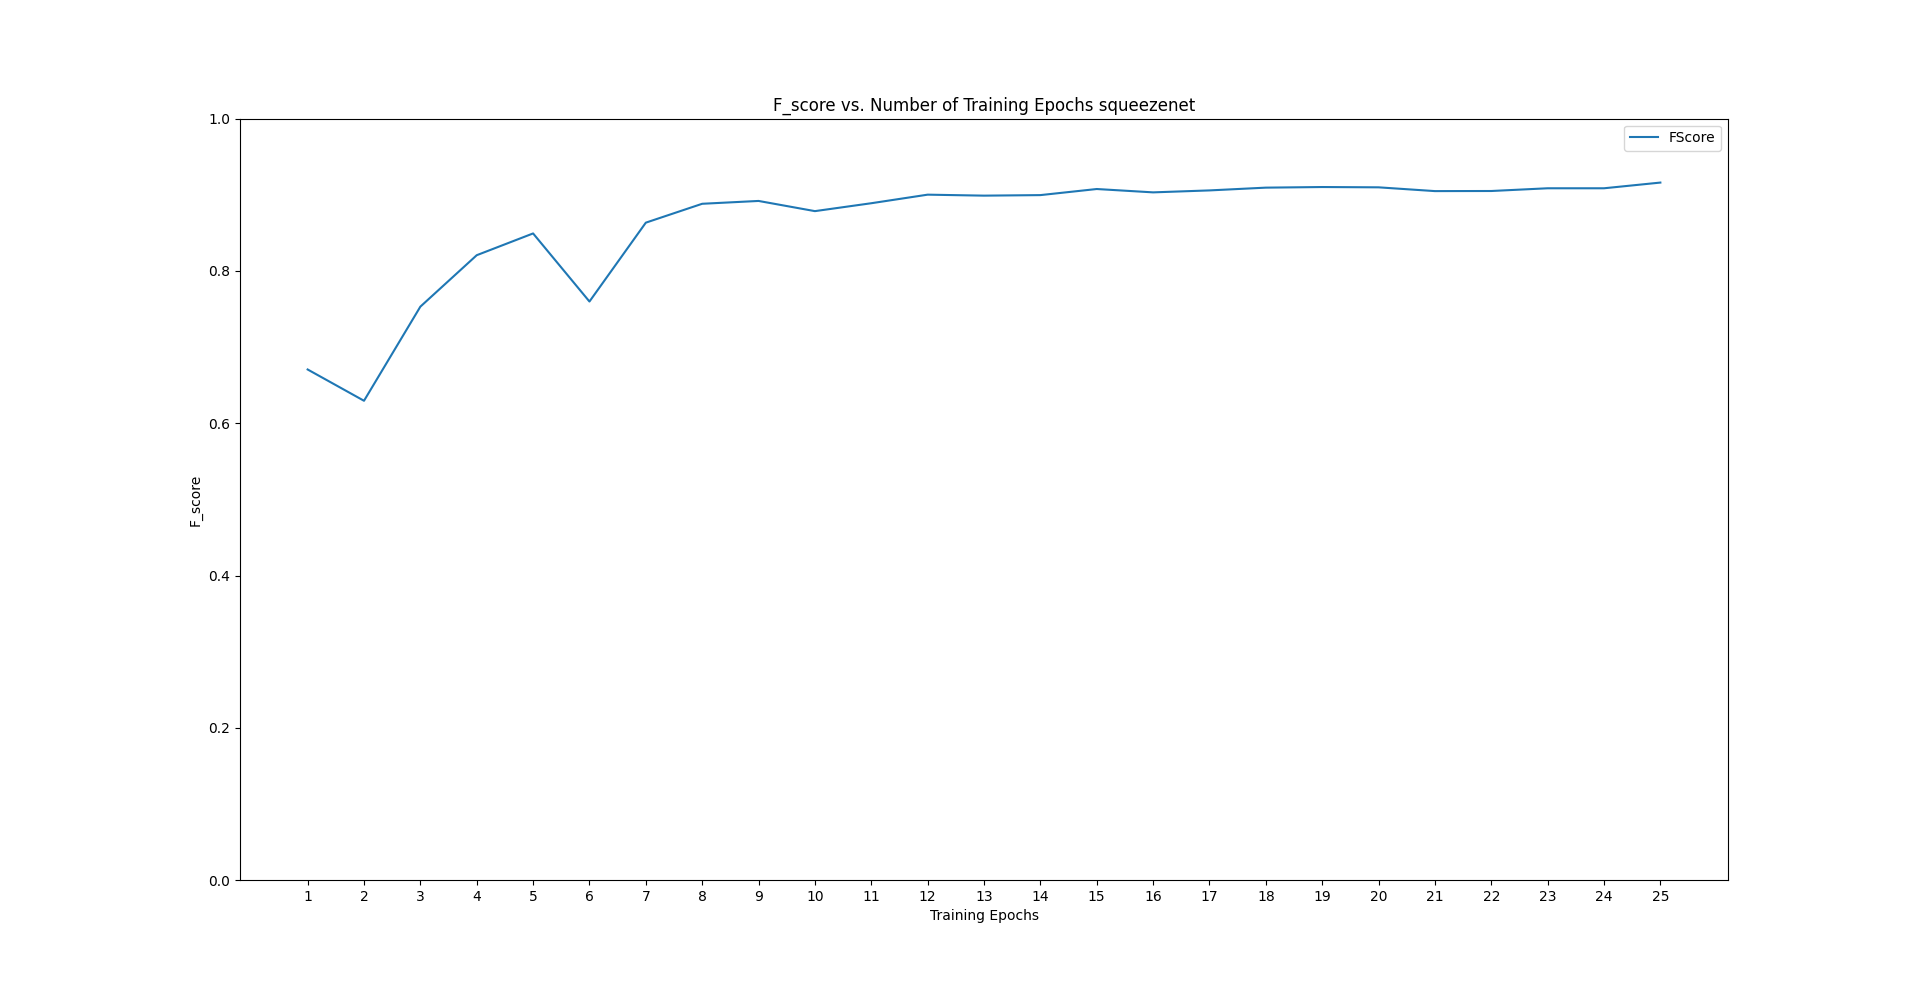 F_score vs. Number of Training Epochs squeezenet
FScore
1.0
0.8
0.6
0.4
0.2
0.0
F_score
1 2 3 4 5 6 7 8 9 10 11 12 13 14 15 16 17 18 19 20 21 22 23 24 25
Training Epochs